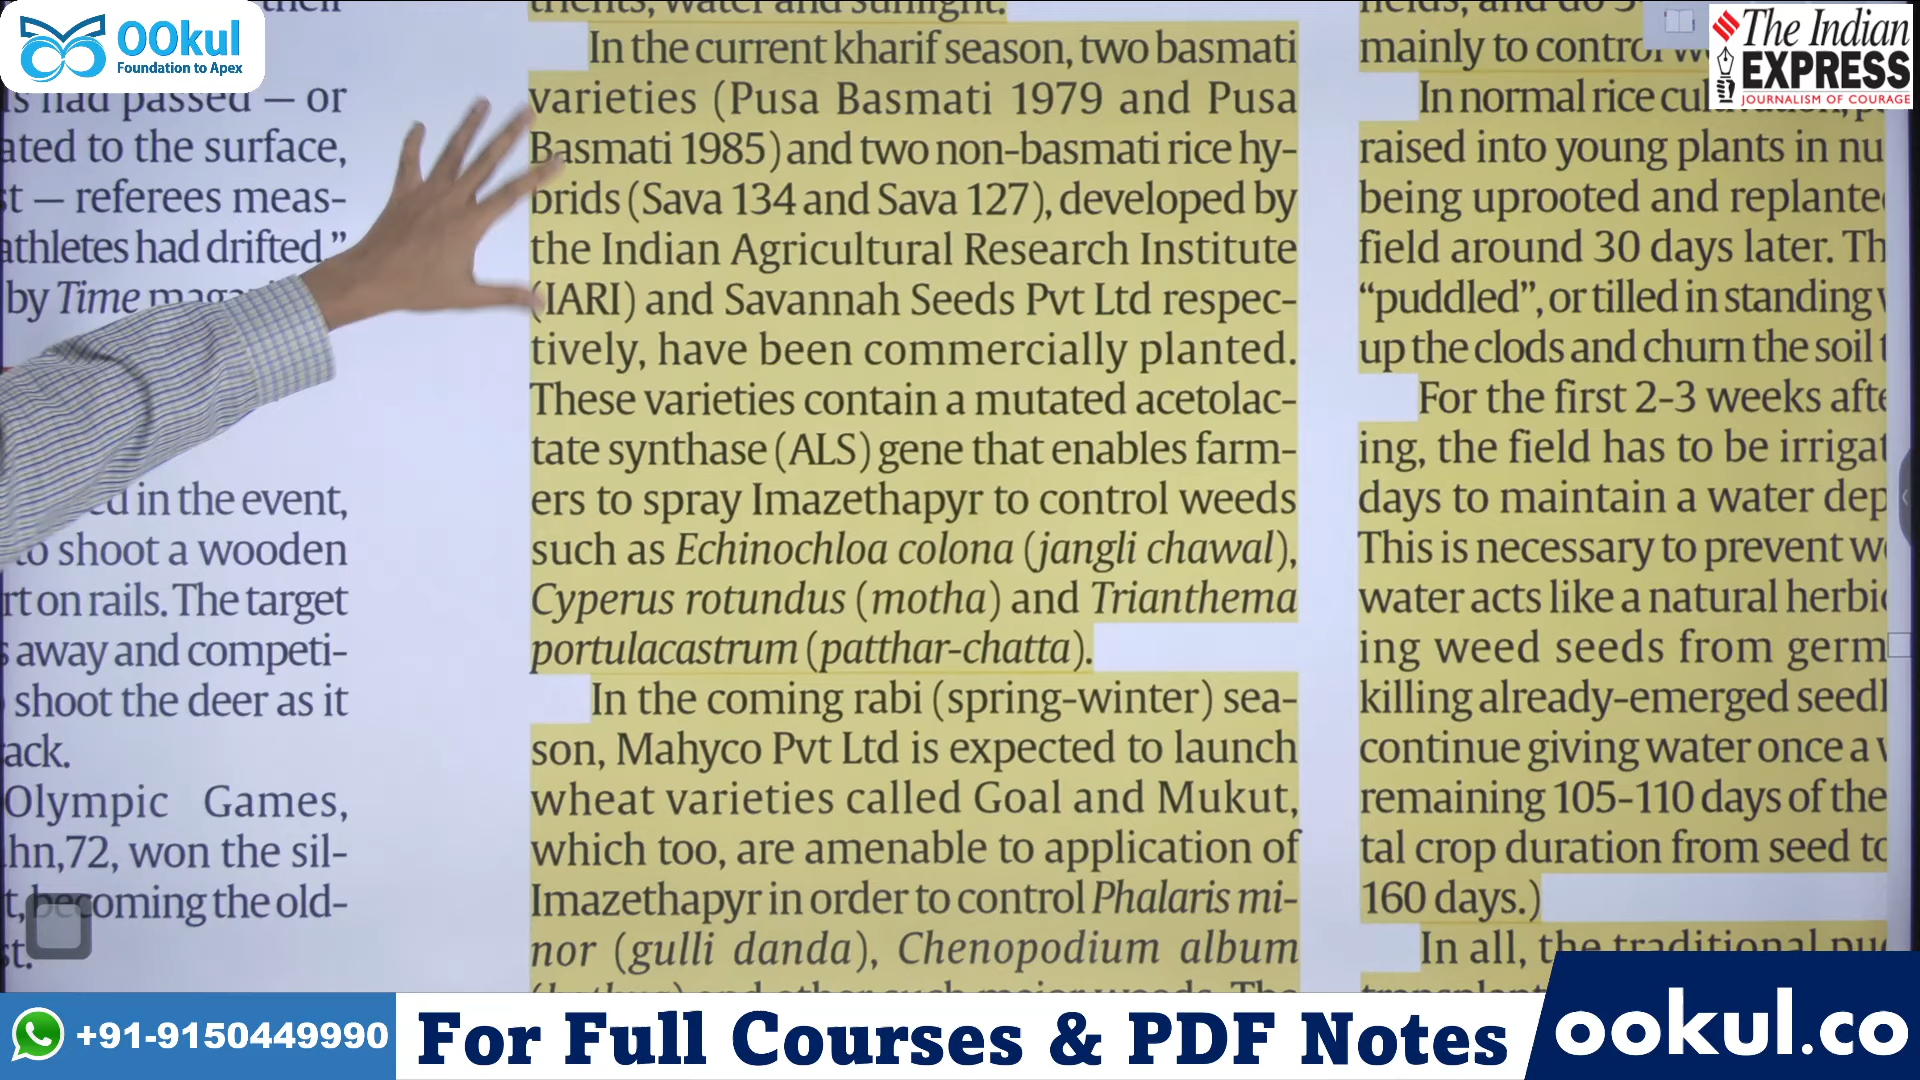 OOkul
Foundation to Apex
The Indian
EXPRESS
JOURNALISM OF COURAGE
had passed — or
ated to the surface,
st — referees meas-
athletes had drifted."
by Time
in the event,
to shoot a wooden
rt on rails. The target
s away and competi-
shoot the deer as it
ack.
Olympic Games,
hn,72, won the sil-
t, becoming the old-
st.
trients, water and sunlight.
In the current kharif season, two basmati
varieties (Pusa Basmati 1979 and Pusa
Basmati 1985) and two non-basmati rice hy-
brids (Sava 134 and Sava 127), developed by
the Indian Agricultural Research Institute
(IARI) and Savannah Seeds Pvt Ltd respec-
tively, have been commercially planted.
These varieties contain a mutated acetolac-
tate synthase (ALS) gene that enables farm-
ers to spray Imazethapyr to control weeds
such as Echinochloa colona (jangli chawal),
Cyperus rotundus (motha) and Trianthema
portulacastrum (patthar-chatta).
In the coming rabi (spring-winter) sea-
son, Mahyco Pvt Ltd is expected to launch
wheat varieties called Goal and Mukut,
which too, are amenable to application of
Imazethapyr in order to control Phalaris mi-
nor (gulli danda), Chenopodium album
fields, and do
mainly to control
In normal rice
raised into young plants in nu
being uprooted and replante
field around 30 days later. Th
"puddled", or tilled in standing
up the clods and churn the soil t
For the first 2-3 weeks afte
ing, the field has to be irrigat
days to maintain a water dep
This is necessary to prevent w
water acts like a natural herbi
ing weed seeds from germ
killing already-emerged seedl
continue giving water once a
remaining 105-110 days of the
tal crop duration from seed to
160 days.)
In all, the traditional pu
+91-9150449990
For Full Courses & PDF Notes
ookul.co